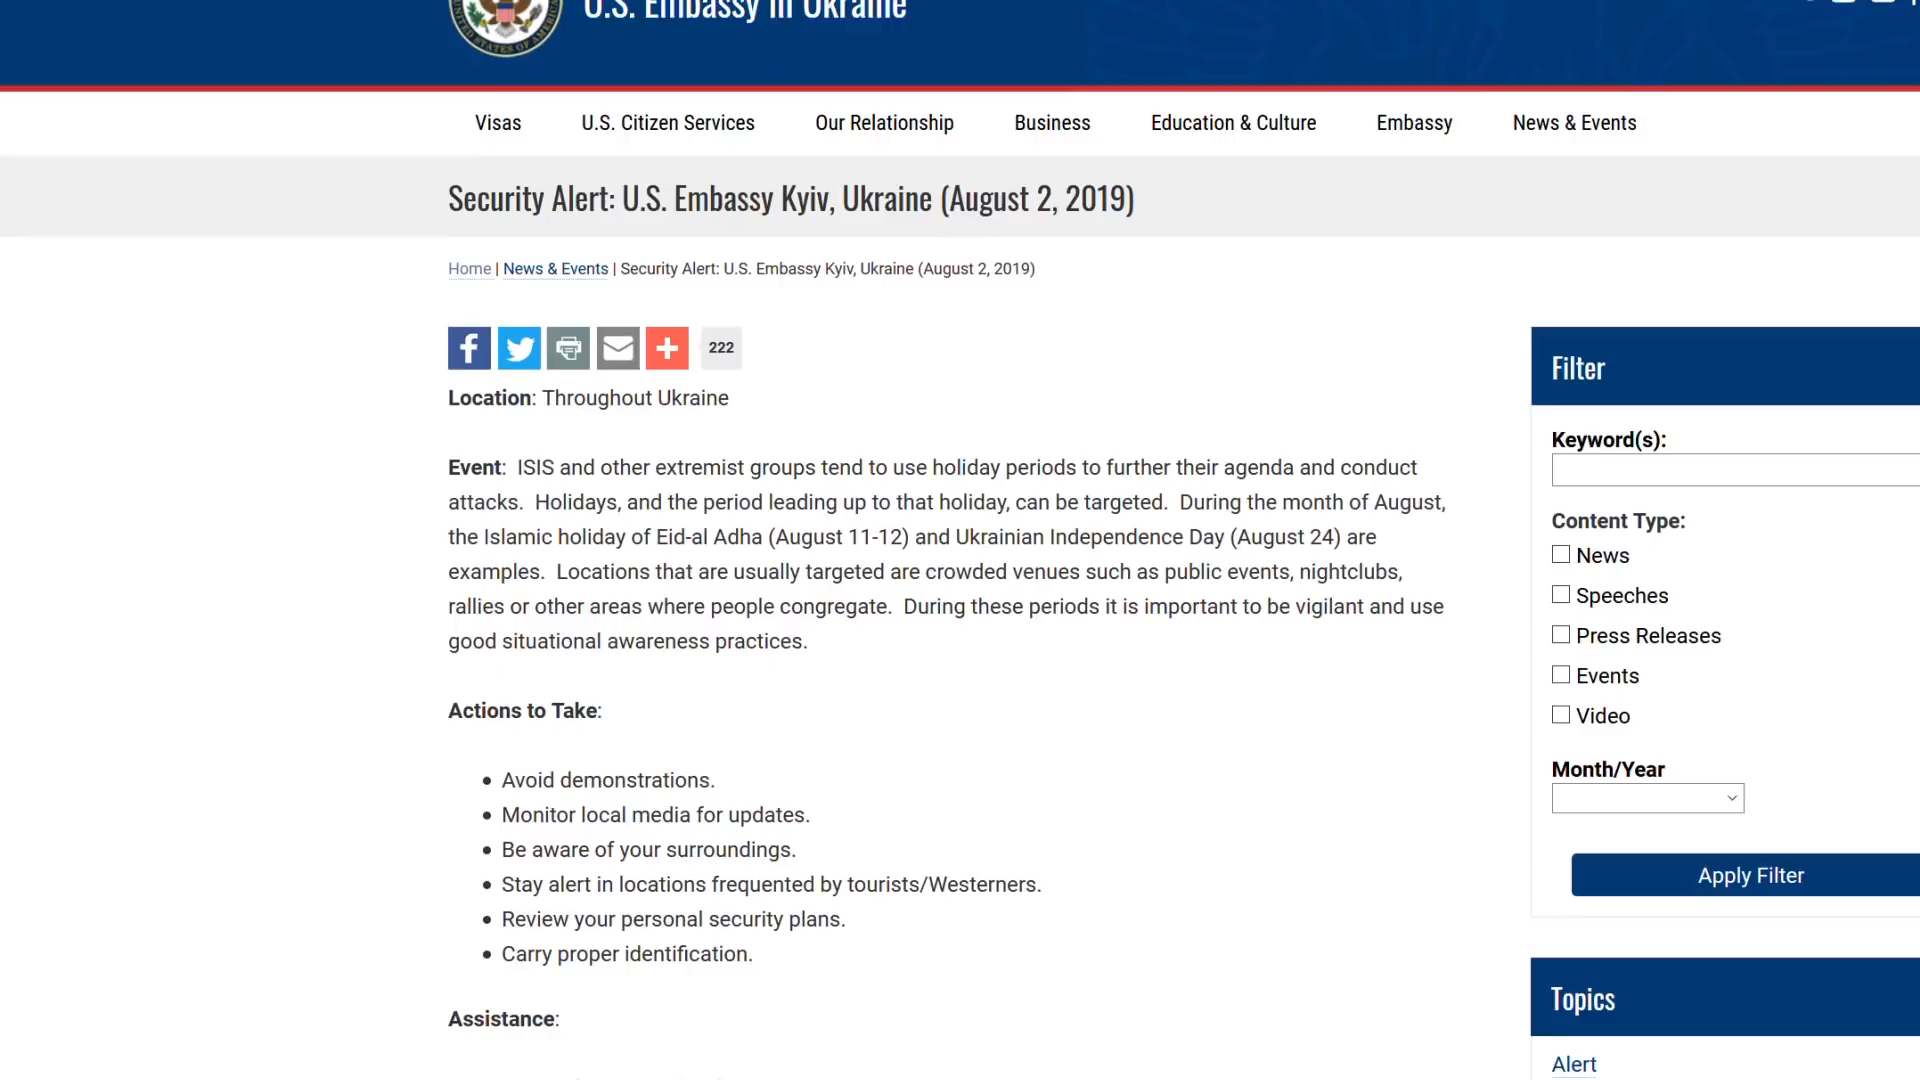 U.S. Embassy in Ukraine
UNITED STATES OF AMERICA
Visas U.S. Citizen Services Our Relationship Business Education & Culture Embassy News & Events
Security Alert: U.S. Embassy Kyiv, Ukraine (August 2, 2019)
Home | News & Events | Security Alert: U.S. Embassy Kyiv, Ukraine (August 2, 2019)
222
Location: Throughout Ukraine
Event: ISIS and other extremist groups tend to use holiday periods to further their agenda and conduct
attacks. Holidays, and the period leading up to that holiday, can be targeted. During the month of August,
the Islamic holiday of Eid-al Adha (August 11-12) and Ukrainian Independence Day (August 24) are
examples. Locations that are usually targeted are crowded venues such as public events, nightclubs,
rallies or other areas where people congregate. During these periods it is important to be vigilant and use
good situational awareness practices.
Actions to Take:
• Avoid demonstrations.
• Monitor local media for updates.
• Be aware of your surroundings.
• Stay alert in locations frequented by tourists/Westerners.
• Review your personal security plans.
• Carry proper identification.
Assistance:
Filter
Keyword(s):
Content Type:
News
Speeches
Press Releases
Events
Video
Month/Year
Apply Filter
Topics
Alert